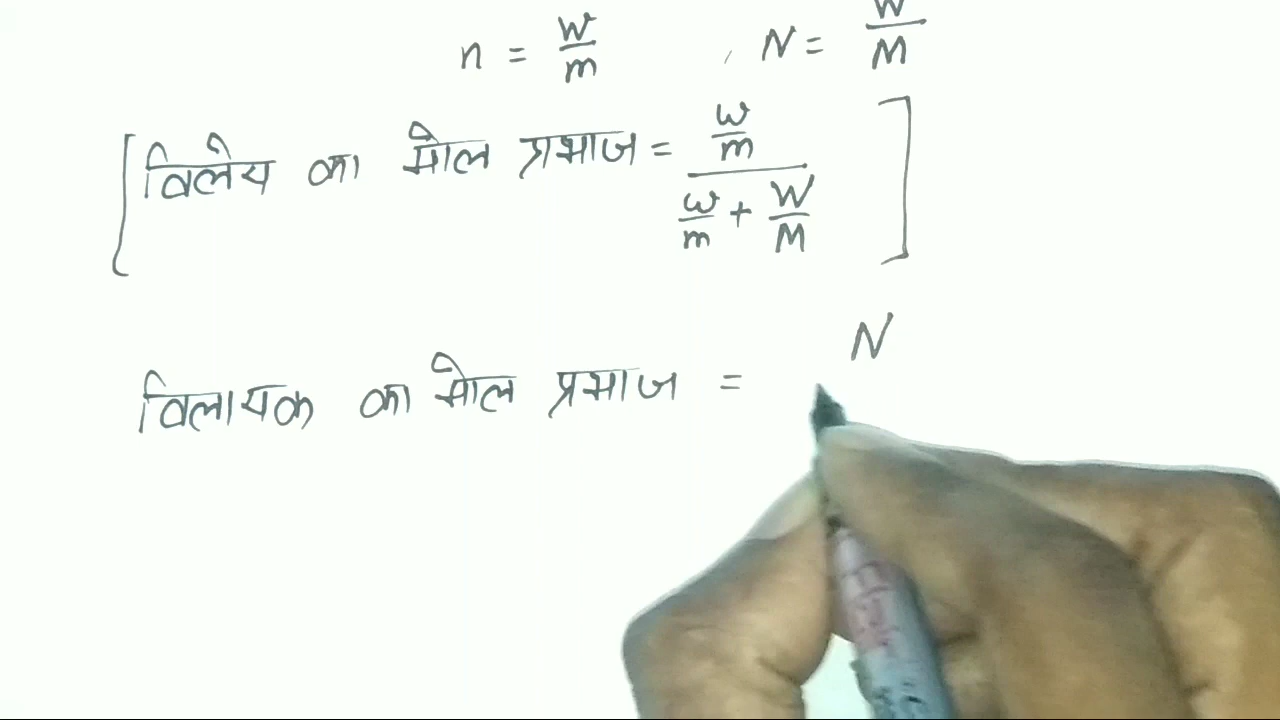 n = w/m , N = W/M
[विलेय का मोल प्रभाज = (w/m)/(w/m + W/M)]
विलायक का मोल प्रभाज = N